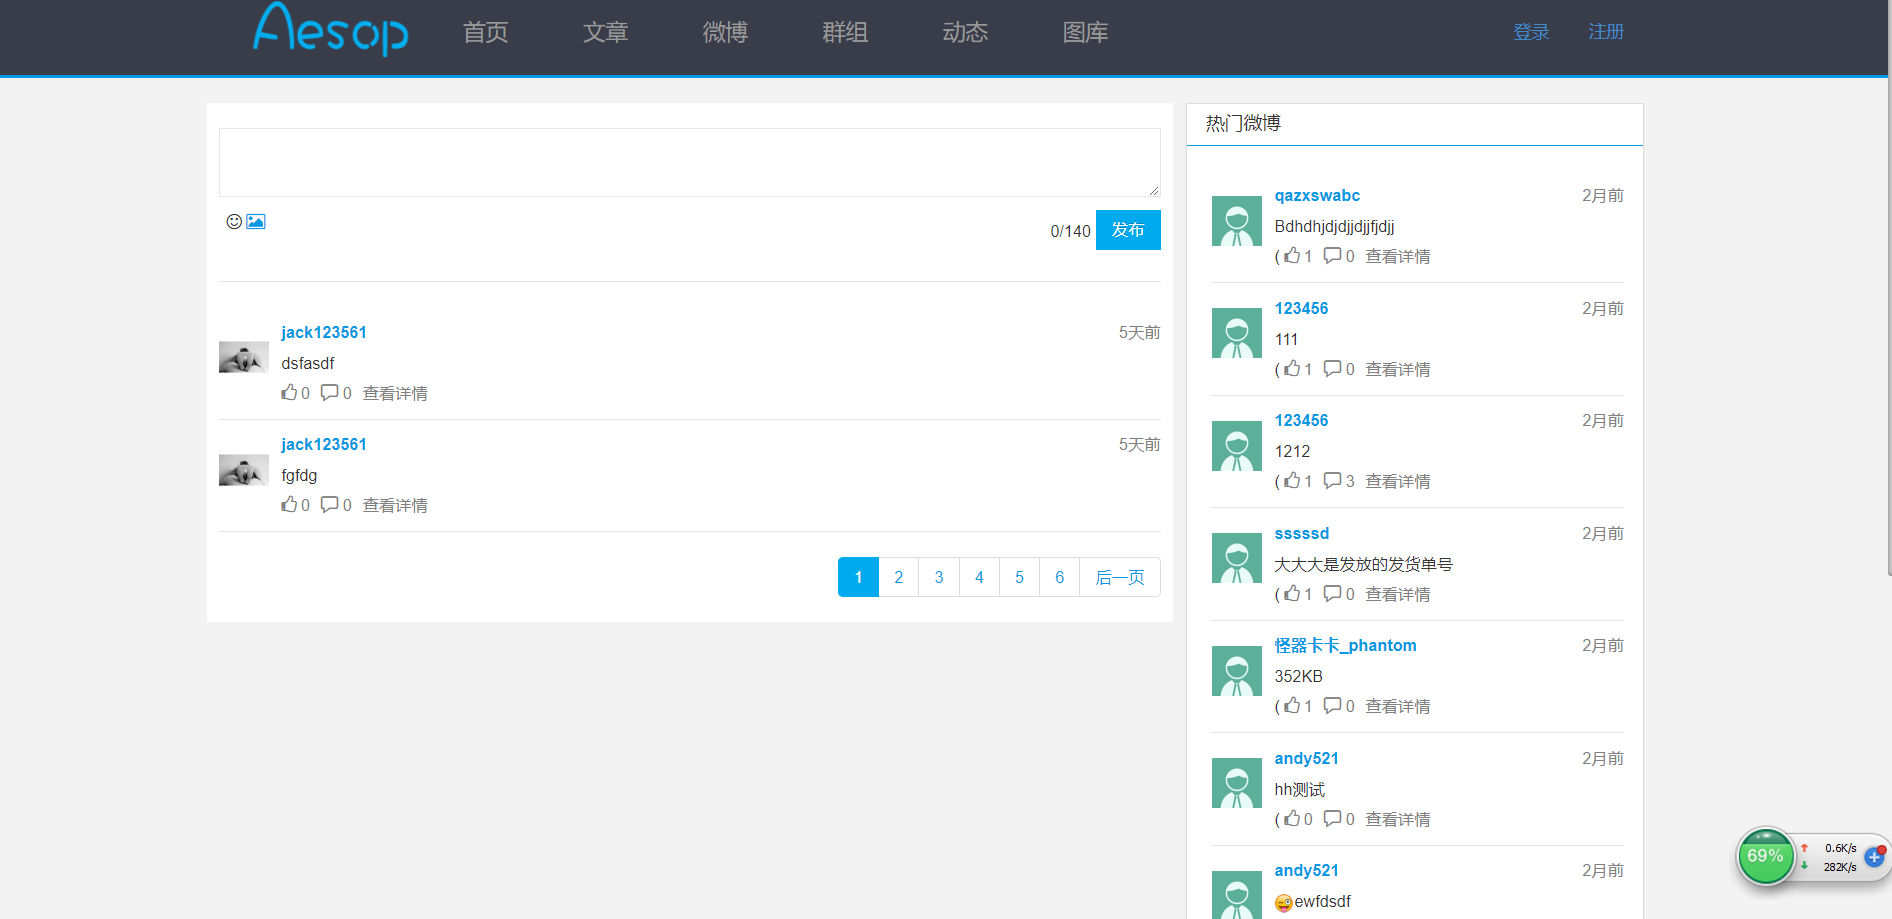 Aesop 首页 文章 微博 群组 动态 图库 登录 注册
0/140 发布
jack123561 5天前
dsfasdf
0 0 查看详情
jack123561 5天前
fgfdg
0 0 查看详情
1 2 3 4 5 6 后一页
热门微博
qazxswabc 2月前
Bdhdhjdjdjjdjjfjdjj
( 1 0 查看详情
123456 2月前
111
( 1 0 查看详情
123456 2月前
1212
( 1 3 查看详情
sssssd 2月前
大大大是发放的发货单号
( 1 0 查看详情
怪器卡卡_phantom 2月前
352KB
( 1 0 查看详情
andy521 2月前
hh测试
( 0 0 查看详情
andy521 2月前
ewfdsdf
69% 0.6K/s
282K/s